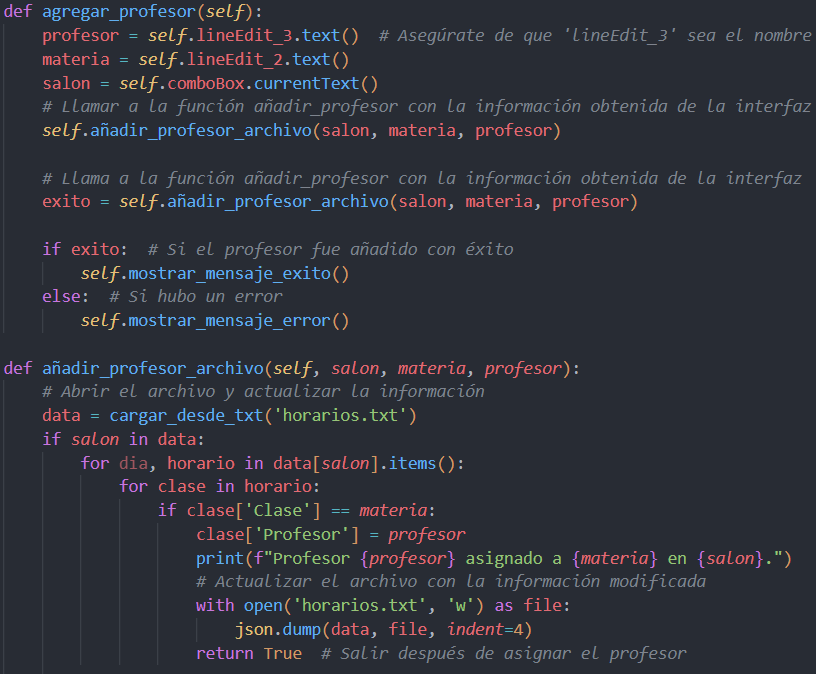 def agregar_profesor(self):
    profesor = self.lineEdit_3.text()  # Asegúrate de que 'lineEdit_3' sea el nombre
    materia = self.lineEdit_2.text()
    salon = self.comboBox.currentText()
    # Llamar a la función añadir_profesor con la información obtenida de la interfaz
    self.añadir_profesor_archivo(salon, materia, profesor)

    # Llama a la función añadir_profesor con la información obtenida de la interfaz
    exito = self.añadir_profesor_archivo(salon, materia, profesor)

    if exito:  # Si el profesor fue añadido con éxito
        self.mostrar_mensaje_exito()
    else:  # Si hubo un error
        self.mostrar_mensaje_error()

def añadir_profesor_archivo(self, salon, materia, profesor):
    # Abrir el archivo y actualizar la información
    data = cargar_desde_txt('horarios.txt')
    if salon in data:
        for dia, horario in data[salon].items():
            for clase in horario:
                if clase['Clase'] == materia:
                    clase['Profesor'] = profesor
                    print(f"Profesor {profesor} asignado a {materia} en {salon}.")
                    # Actualizar el archivo con la información modificada
                    with open('horarios.txt', 'w') as file:
                        json.dump(data, file, indent=4)
                    return True  # Salir después de asignar el profesor